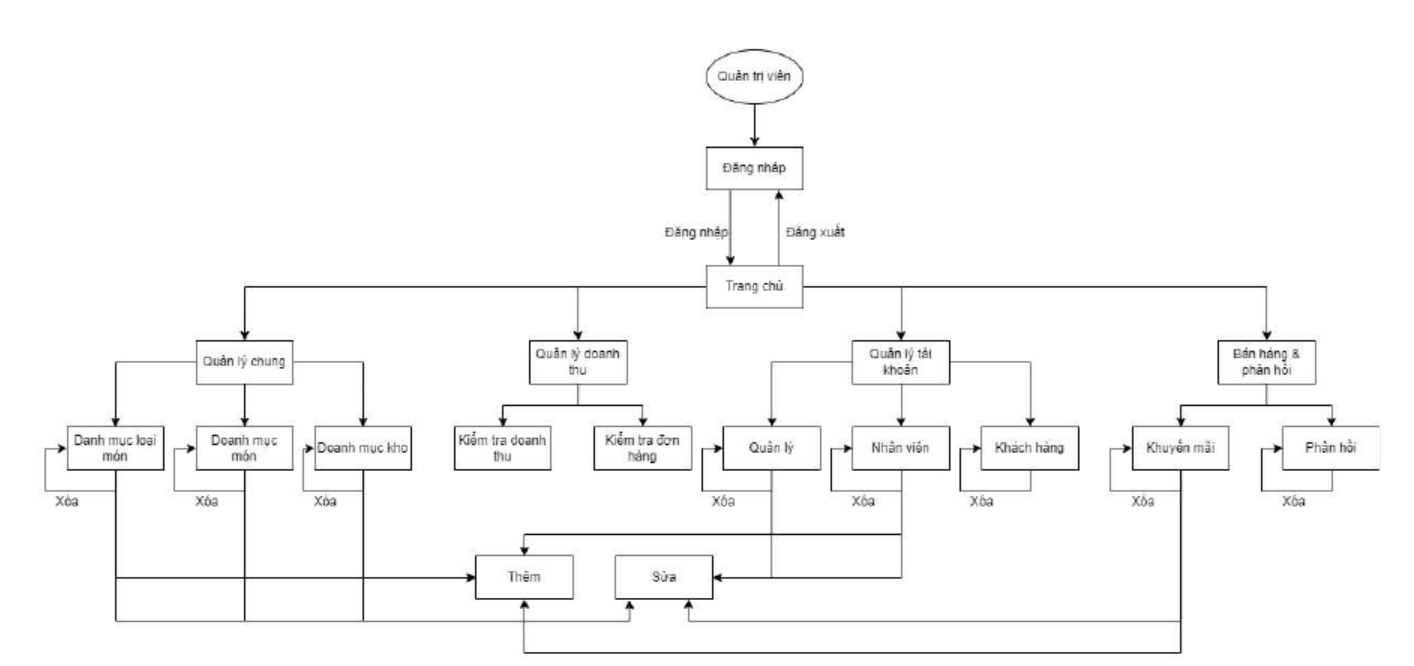 Quản trị viên
Đăng nhập
Đăng nhập
Đăng xuất
Trang chủ
Quản lý chung
Quản lý doanh
thu
Quản lý tài
khoản
Bán hàng &
phản hồi
Danh mục loại
món
Doanh mục
món
Doanh mục kho
Kiểm tra doanh
thu
Kiểm tra đơn
hàng
Quản lý
Nhân viên
Khách hàng
Khuyến mãi
Phản hồi
Xóa
Xóa
Xóa
Xóa
Xóa
Xóa
Xóa
Xóa
Thêm
Sửa